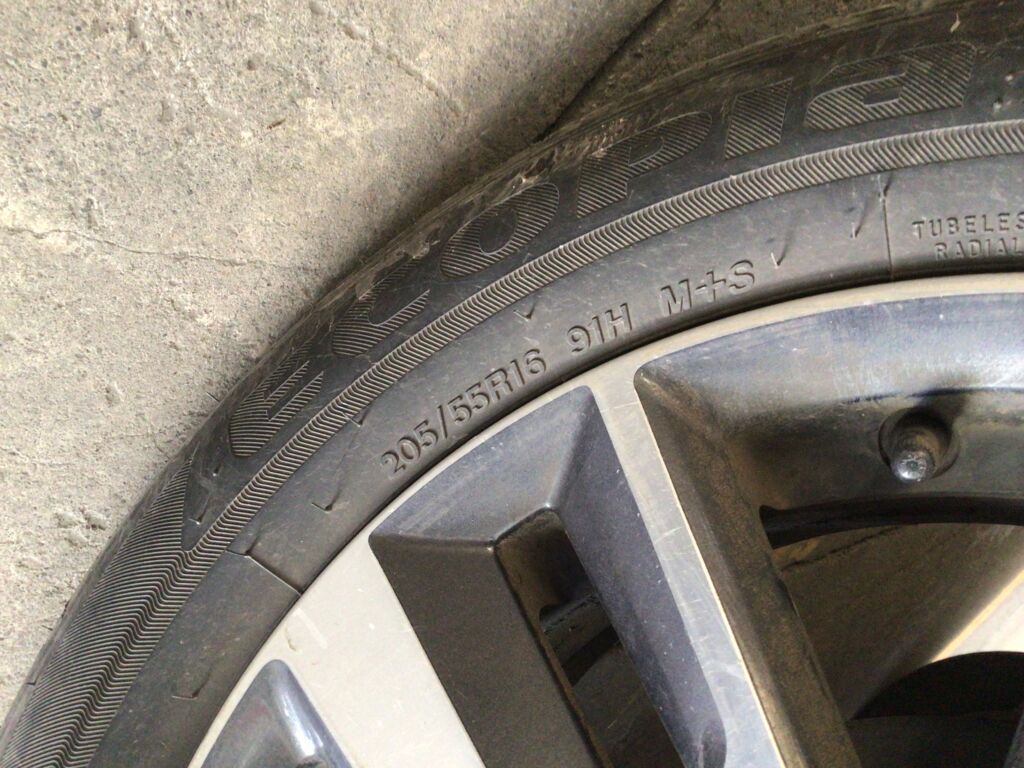 ECOPIA
205/55R16 91H M+S
TUBELES
RADIAL